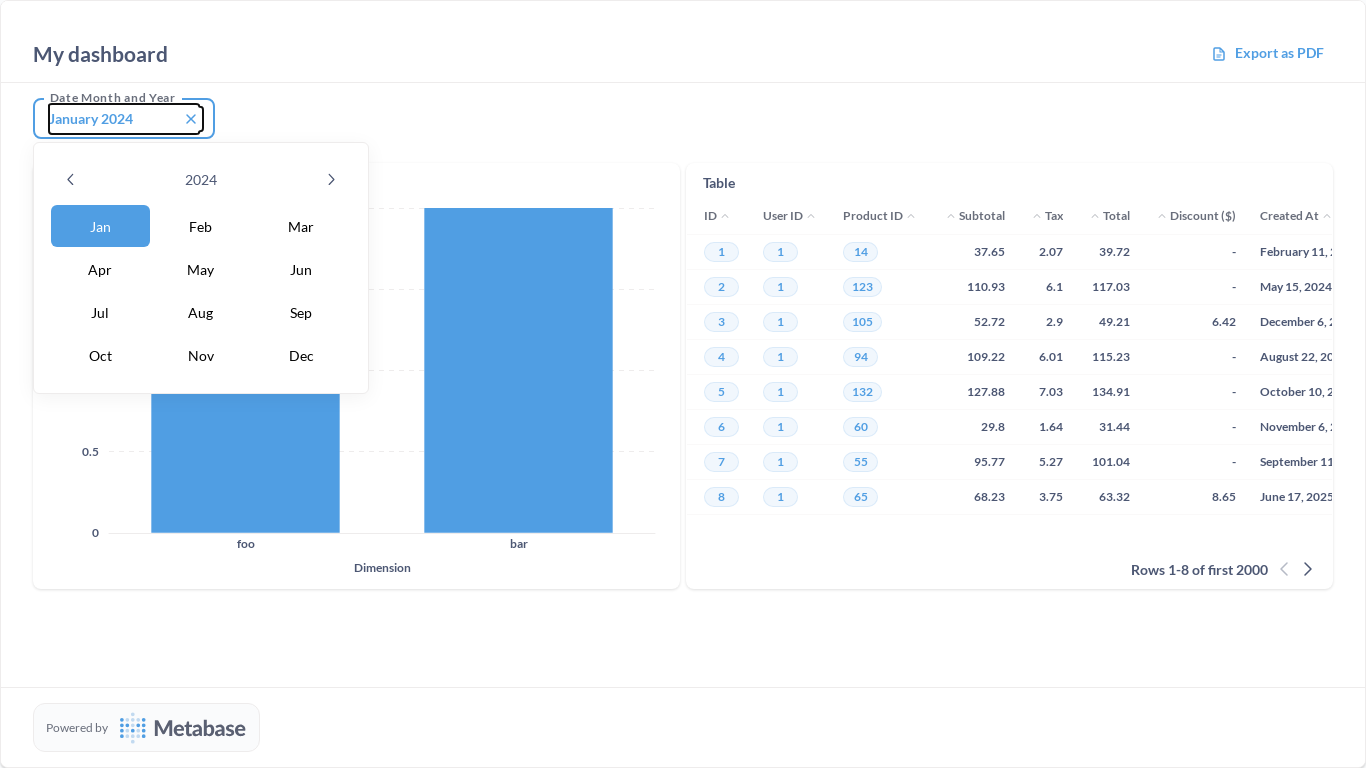 My dashboard
Export as PDF
Date Month and Year
January 2024
2024
Jan Feb Mar
Apr May Jun
Jul Aug Sep
Oct Nov Dec
0.5
0
foo bar
Dimension
Table
ID User ID Product ID Subtotal Tax Total Discount ($) Created At
1 1 14 37.65 2.07 39.72 - February 11,
2 1 123 110.93 6.1 117.03 - May 15, 2024
3 1 105 52.72 2.9 49.21 6.42 December 6,
4 1 94 109.22 6.01 115.23 - August 22,
5 1 132 127.88 7.03 134.91 - October 10,
6 1 60 29.8 1.64 31.44 - November 6,
7 1 55 95.77 5.27 101.04 - September 11
8 1 65 68.23 3.75 63.32 8.65 June 17, 2025
Rows 1-8 of first 2000
Powered by Metabase